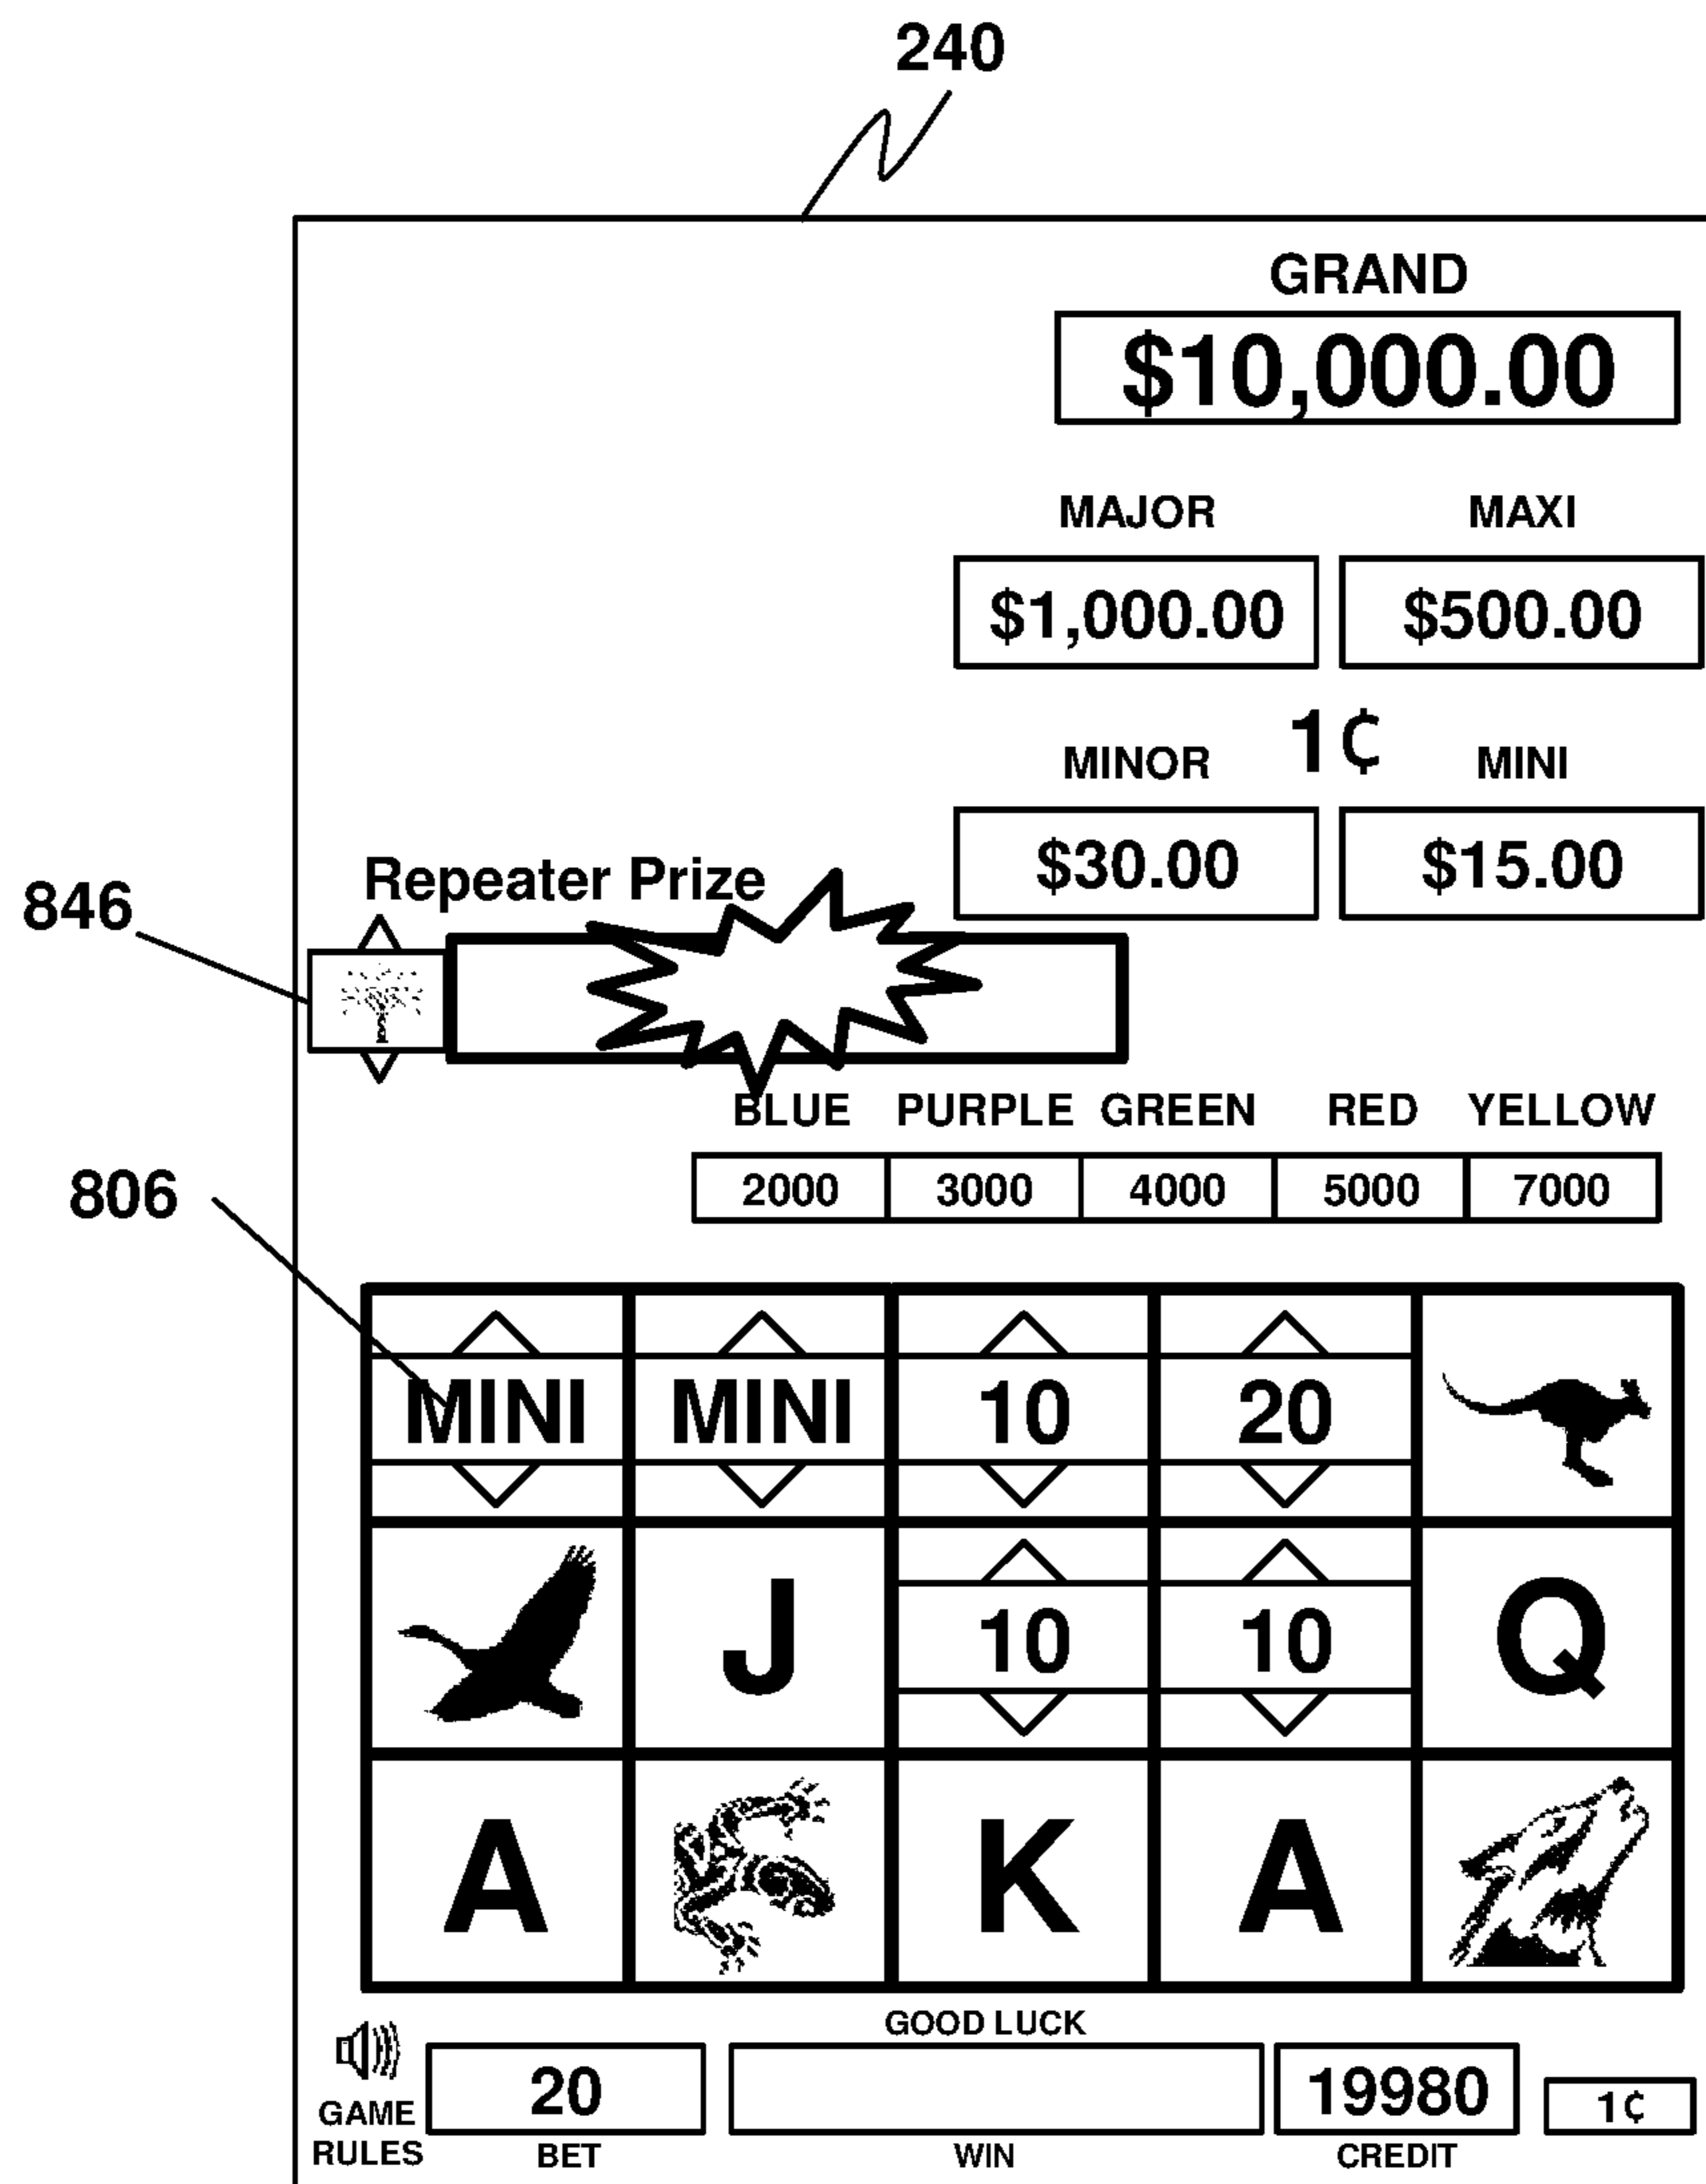 240
GRAND
$10,000.00
MAJOR MAXI
$1,000.00 $500.00
1¢
MINOR MINI
$30.00 $15.00
Repeater Prize
846
BLUE PURPLE GREEN RED YELLOW
2000 3000 4000 5000 7000
806
MINI MINI 10 20
J 10 10 Q
A K A
GOOD LUCK
20 19980 1¢
GAME RULES BET WIN CREDIT